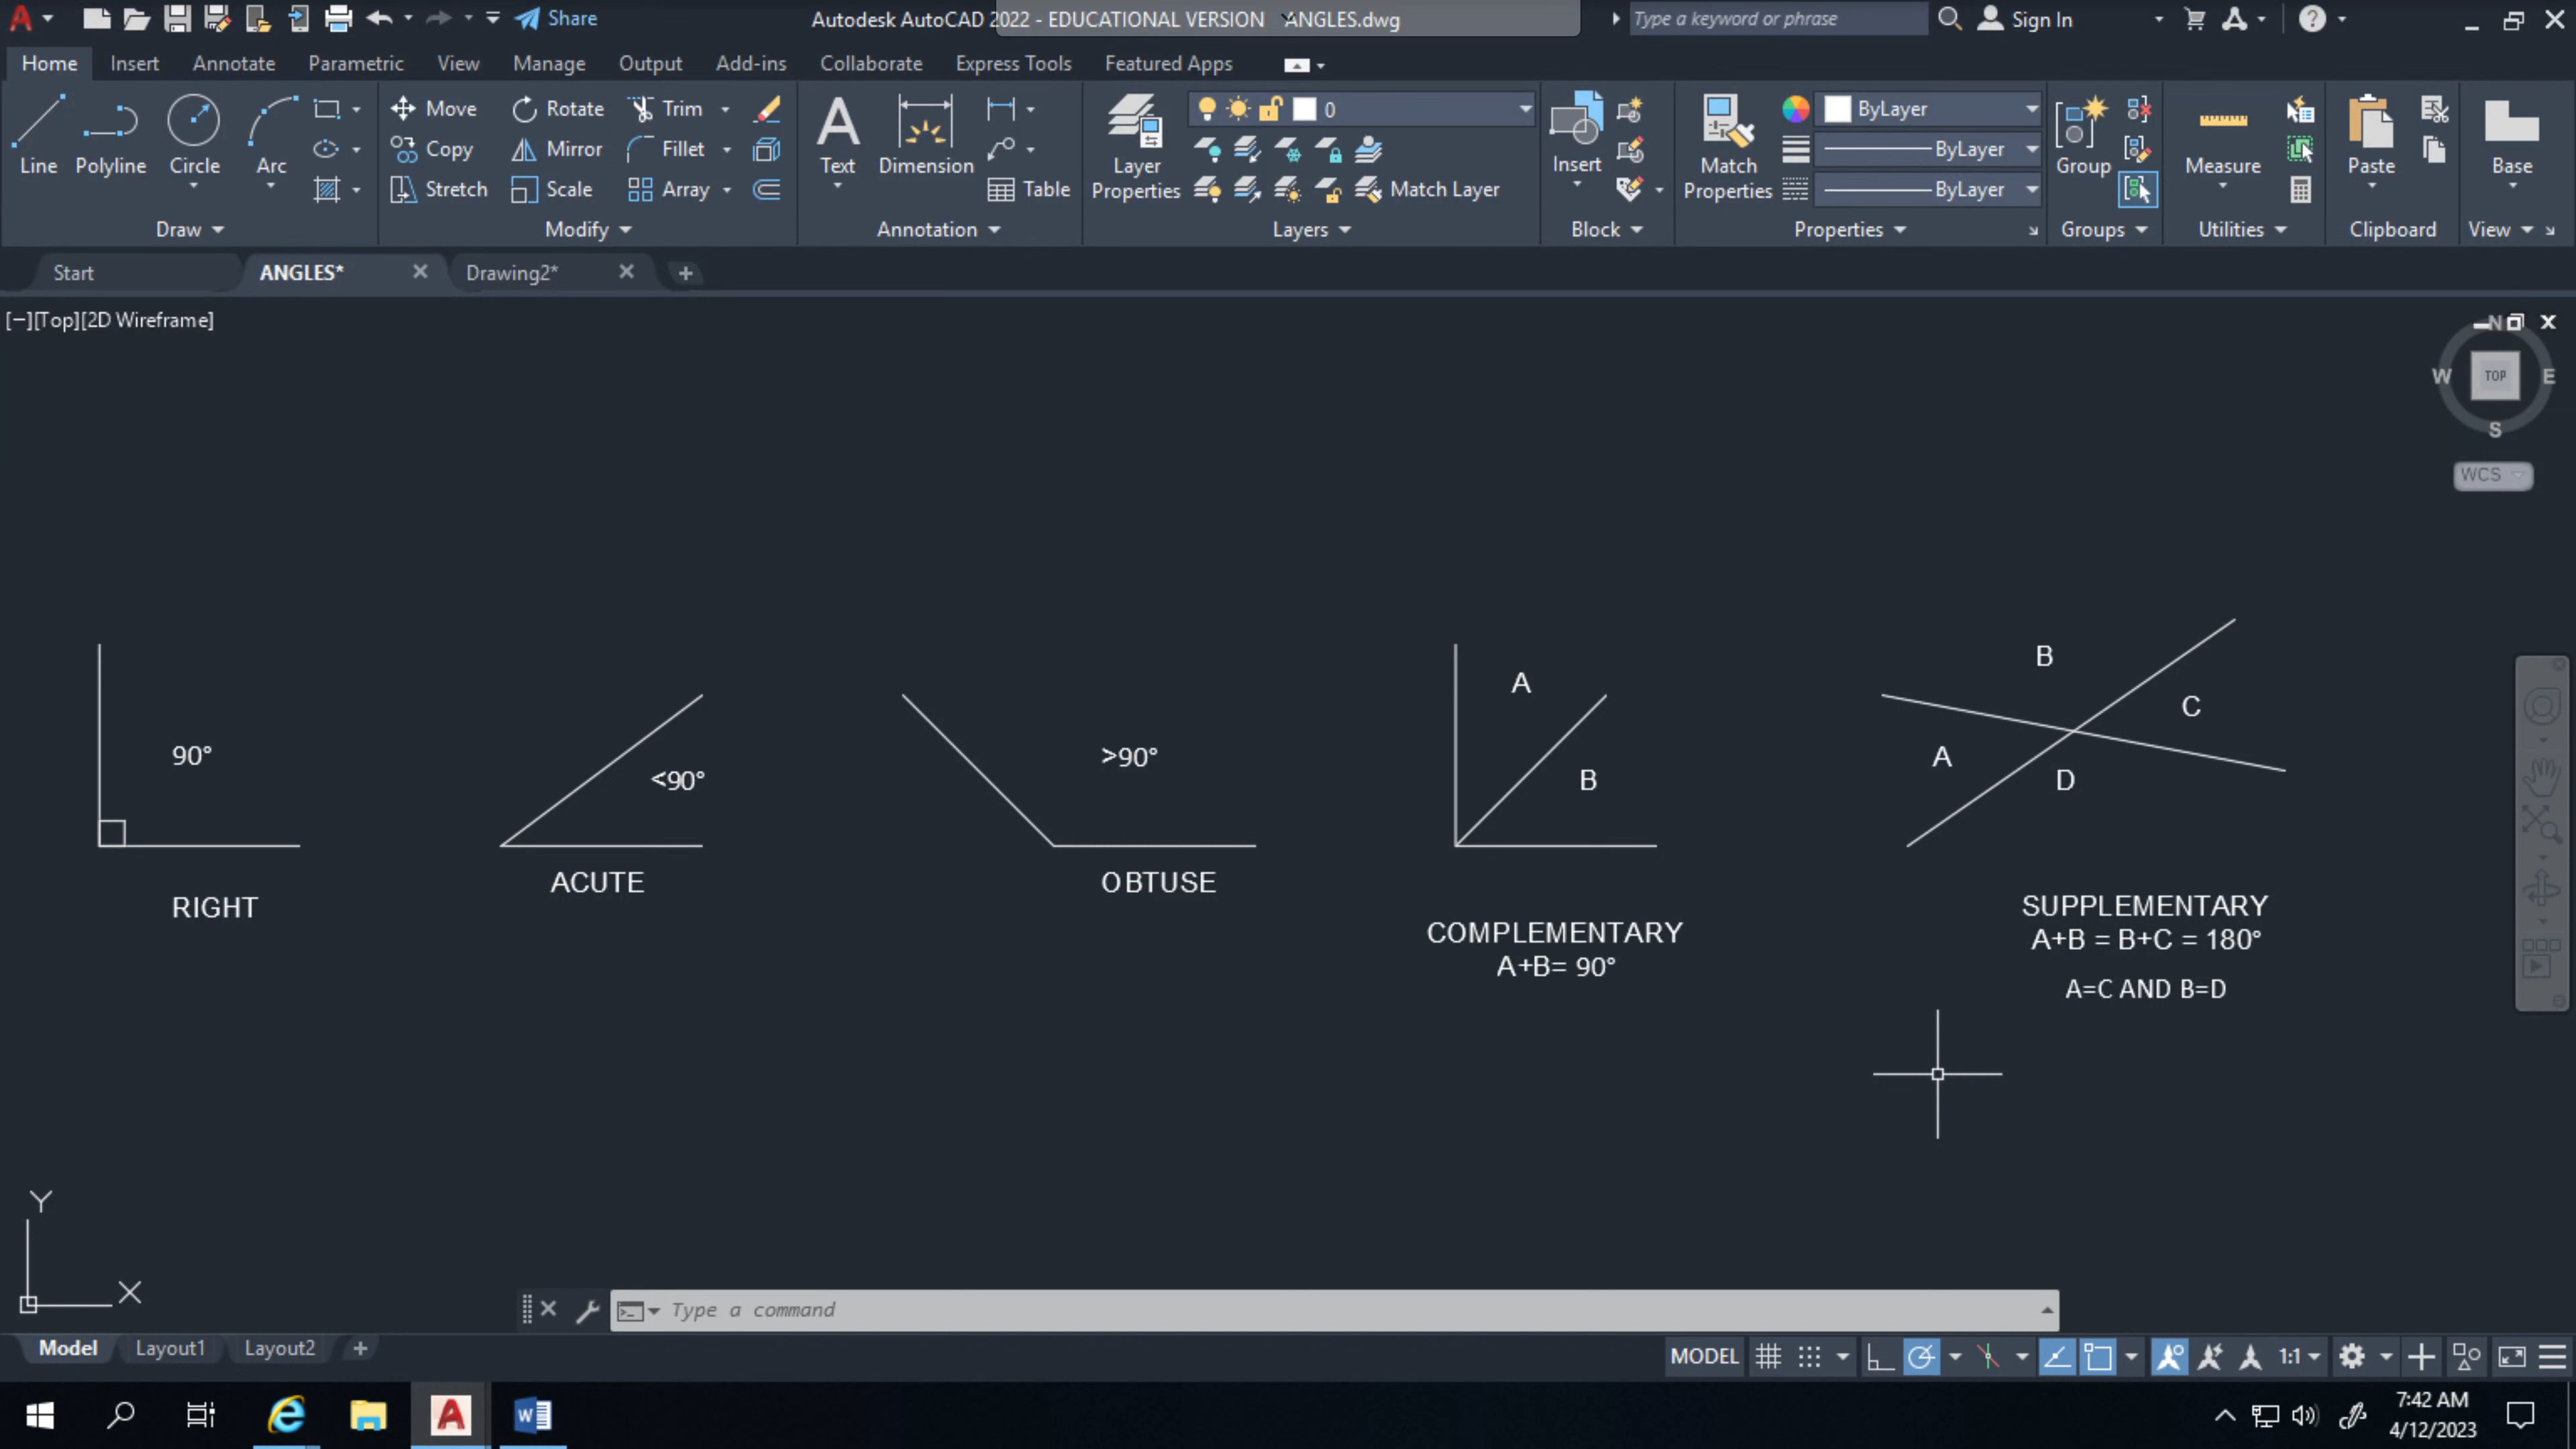 Share
Autodesk AutoCAD 2022 - EDUCATIONAL VERSION ANGLES.dwg
Type a keyword or phrase
Sign In
Home Insert Annotate Parametric View Manage Output Add-ins Collaborate Express Tools Featured Apps
Line Polyline Circle Arc
Move Rotate Trim
Copy Mirror Fillet
Stretch Scale Array
Text Dimension Table
Layer Properties
0
Match Layer
Insert
Match Properties
ByLayer
ByLayer
ByLayer
Group
Measure
Paste
Base
Draw Modify Annotation Layers Block Properties Groups Utilities Clipboard View
Start ANGLES* Drawing2*
[−][Top][2D Wireframe]
N
W TOP E
S
WCS
90°
RIGHT
<90°
ACUTE
>90°
OBTUSE
A
B
COMPLEMENTARY
A+B= 90°
B
C
A
D
SUPPLEMENTARY
A+B = B+C = 180°
A=C AND B=D
Y
X
Type a command
Model Layout1 Layout2
MODEL
1:1
7:42 AM
4/12/2023